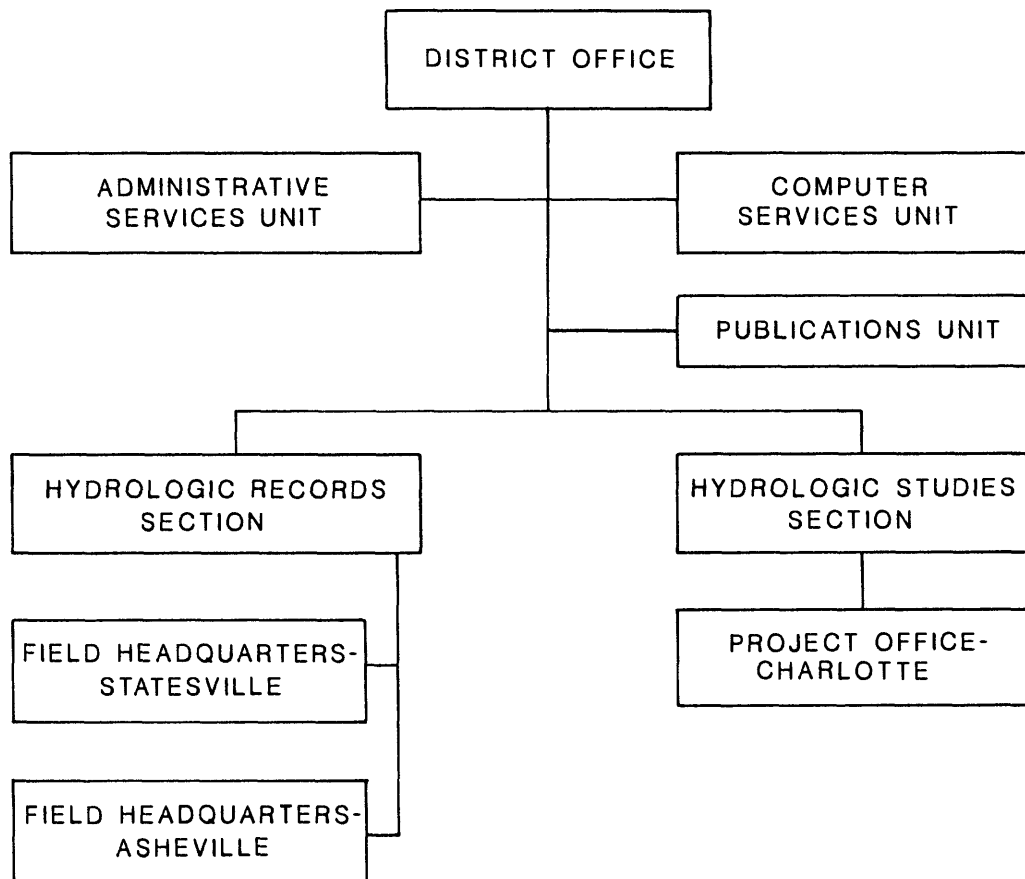 DISTRICT OFFICE
ADMINISTRATIVE
SERVICES UNIT
COMPUTER
SERVICES UNIT
PUBLICATIONS UNIT
HYDROLOGIC RECORDS
SECTION
HYDROLOGIC STUDIES
SECTION
FIELD HEADQUARTERS-
STATESVILLE
PROJECT OFFICE-
CHARLOTTE
FIELD HEADQUARTERS-
ASHEVILLE